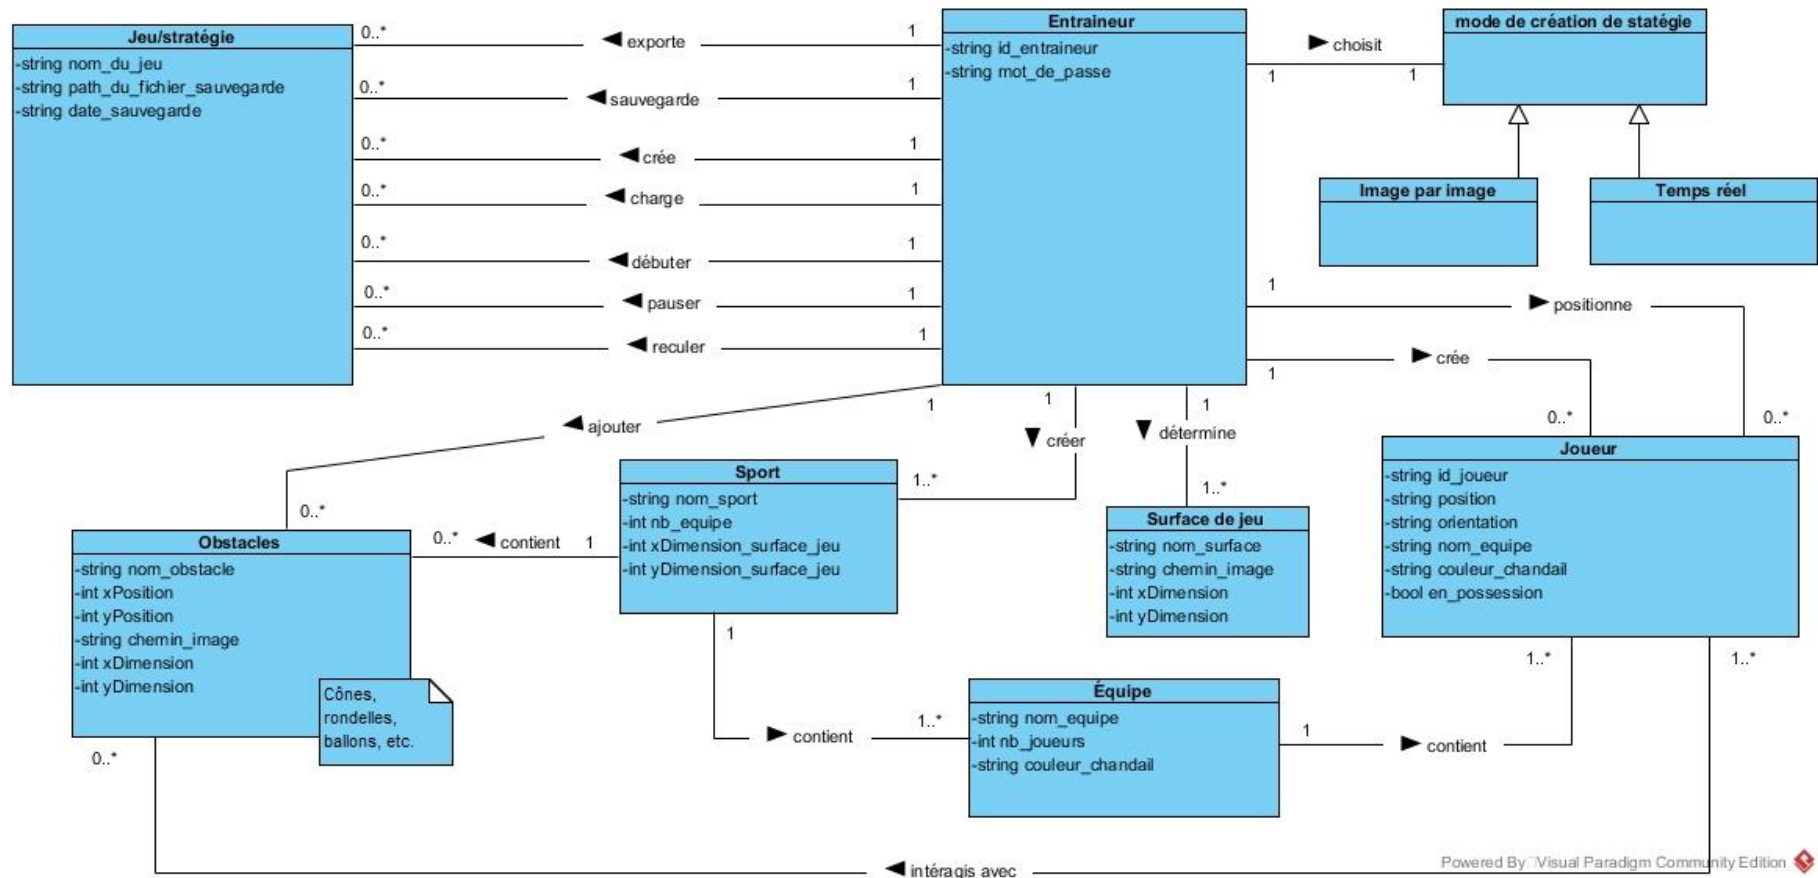 Jeu/stratégie
-string nom_du_jeu
-string path_du_fichier_sauvegarde
-string date_sauvegarde
0..* exporte 1
0..* sauvegarde 1
0..* crée 1
0..* charge 1
0..* débuter 1
0..* pauser 1
0..* reculer 1
Entraineur
-string id_entraineur
-string mot_de_passe
choisit
1 1
mode de création de statégie
Image par image
Temps réel
1 positionne 0..*
crée
1 0..*
ajouter 1
0..*
1 créer
1..*
1 détermine
1..*
Joueur
-string id_joueur
-string position
-string orientation
-string nom_equipe
-string couleur_chandail
-bool en_possession
Sport
-string nom_sport
-int nb_equipe
-int xDimension_surface_jeu
-int yDimension_surface_jeu
Surface de jeu
-string nom_surface
-string chemin_image
-int xDimension
-int yDimension
0..* contient 1
Obstacles
-string nom_obstacle
-int xPosition
-int yPosition
-string chemin_image
-int xDimension
-int yDimension
Cônes,
rondelles,
ballons, etc.
1
contient 1..*
Équipe
-string nom_equipe
-int nb_joueurs
-string couleur_chandail
1 contient
1..* 1..*
0..*
intéragis avec
Powered By Visual Paradigm Community Edition